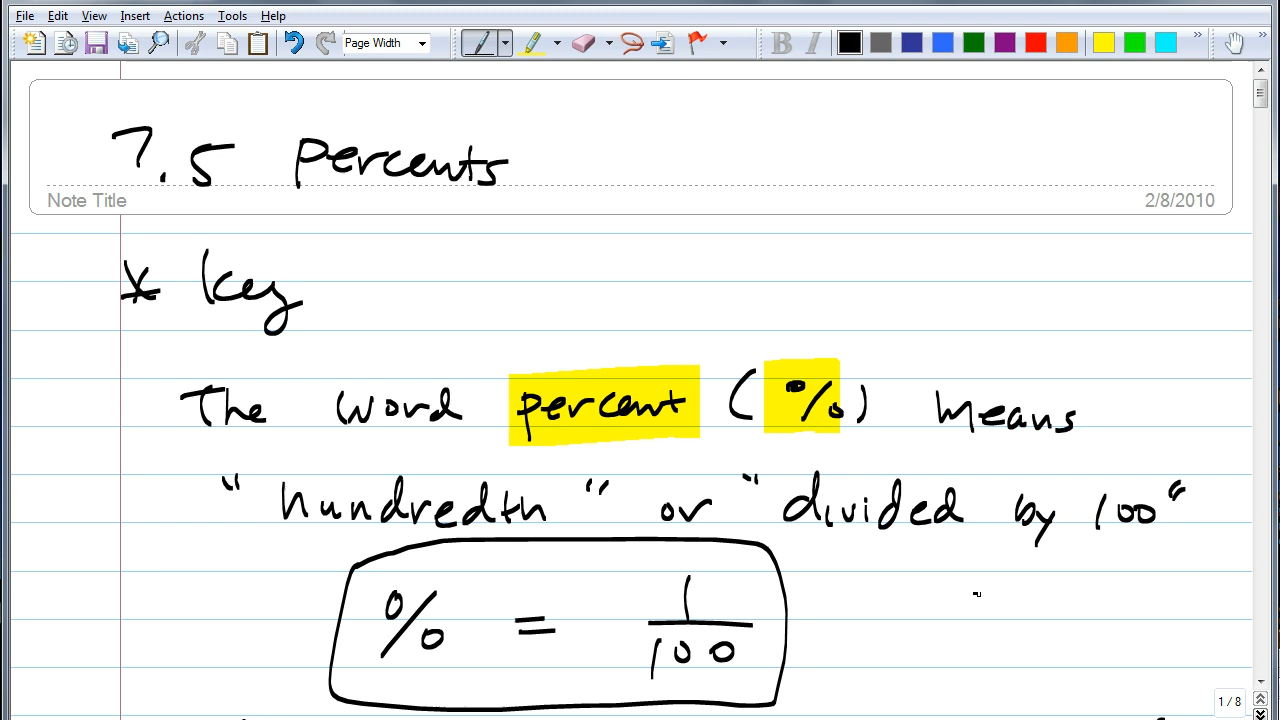 File Edit View Insert Actions Tools Help
Page Width B I
7.5 Percents
Note Title 2/8/2010
* Key
The word percent (%) means
"hundredth" or "divided by 100"
% = 1/100
1 / 8